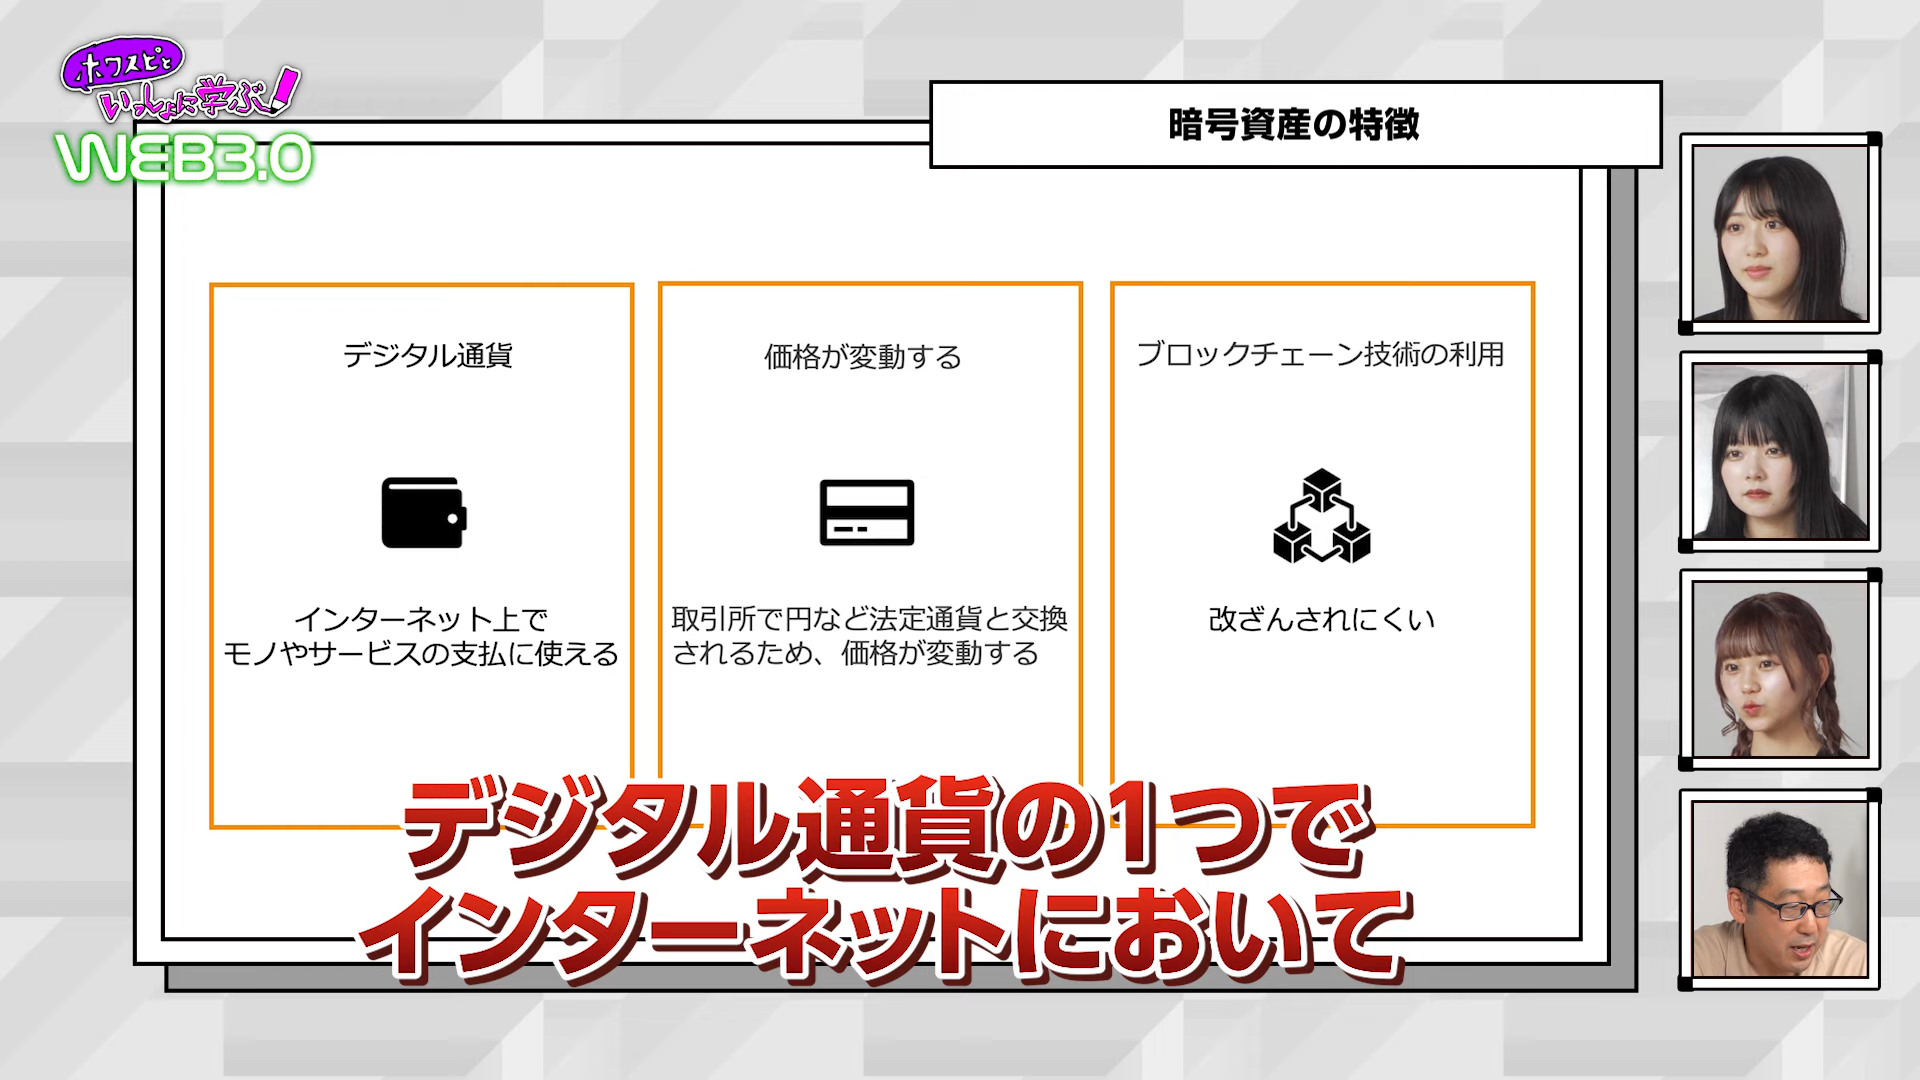 ホワスピと
いっしょに学ぶ!
WEB3.0
暗号資産の特徴
デジタル通貨
インターネット上で
モノやサービスの支払に使える
価格が変動する
取引所で円など法定通貨と交換
されるため、価格が変動する
ブロックチェーン技術の利用
改ざんされにくい
デジタル通貨の1つで
インターネットにおいて